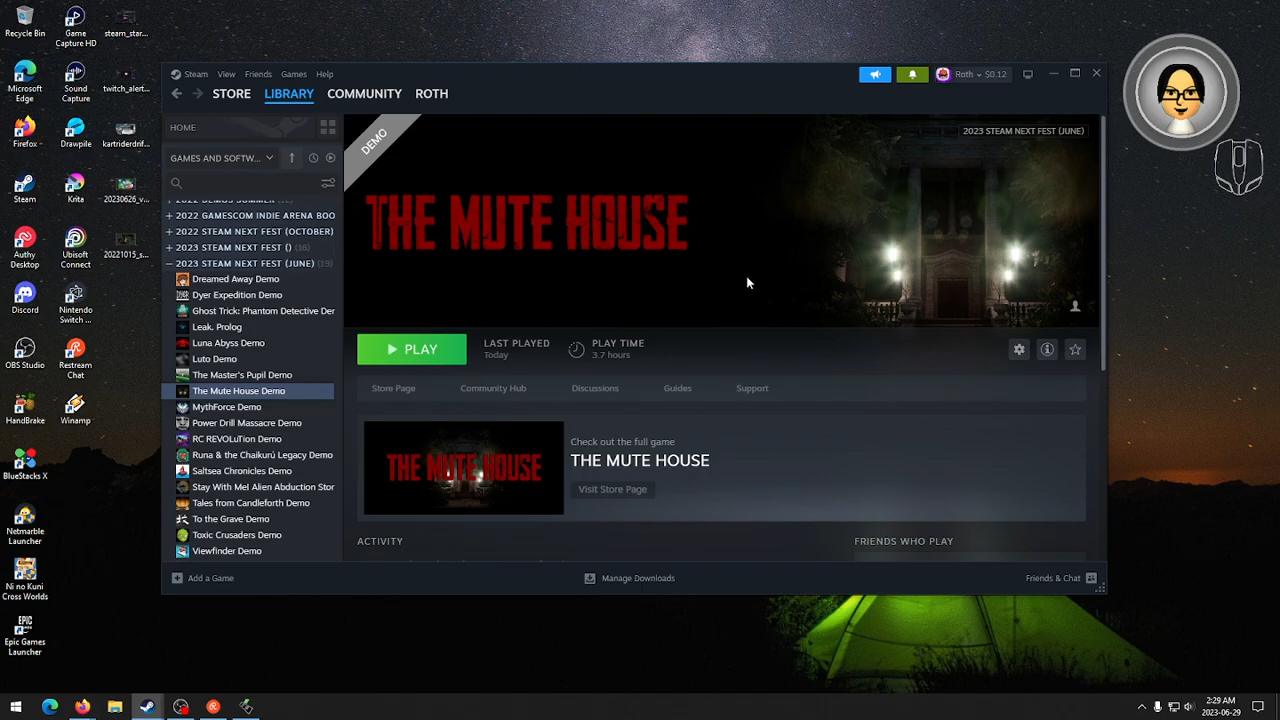 Recycle Bin
Game Capture HD
steam_star...
Microsoft Edge
Sound Capture
twitch_alert...
Firefox
Drawpile
kartriderdrif...
Steam
Krita
20230626_v...
Authy Desktop
Ubisoft Connect
20221015_s...
Discord
Nintendo Switch ...
OBS Studio
Restream Chat
HandBrake
Winamp
BlueStacks X
Netmarble Launcher
Ni no Kuni Cross Worlds
Epic Games Launcher
Steam View Friends Games Help
Roth $0.12
STORE LIBRARY COMMUNITY ROTH
HOME
GAMES AND SOFTW...
2022 GAMESCOM INDIE ARENA BOO
2022 STEAM NEXT FEST (OCTOBER)
2023 STEAM NEXT FEST () (16)
2023 STEAM NEXT FEST (JUNE) (19)
Dreamed Away Demo
Dyer Expedition Demo
Ghost Trick: Phantom Detective Der
Leak, Prolog
Luna Abyss Demo
Luto Demo
The Master's Pupil Demo
The Mute House Demo
MythForce Demo
Power Drill Massacre Demo
RC REVOLuTion Demo
Runa & the Chaikurú Legacy Demo
Saltsea Chronicles Demo
Stay With Me! Alien Abduction Stor
Tales from Candleforth Demo
To the Grave Demo
Toxic Crusaders Demo
Viewfinder Demo
DEMO
2023 STEAM NEXT FEST (JUNE)
THE MUTE HOUSE
PLAY
LAST PLAYED
Today
PLAY TIME
3.7 hours
Store Page Community Hub Discussions Guides Support
THE MUTE HOUSE
Check out the full game
THE MUTE HOUSE
Visit Store Page
ACTIVITY
FRIENDS WHO PLAY
Add a Game
Manage Downloads
Friends & Chat
2:29 AM
2023-06-29